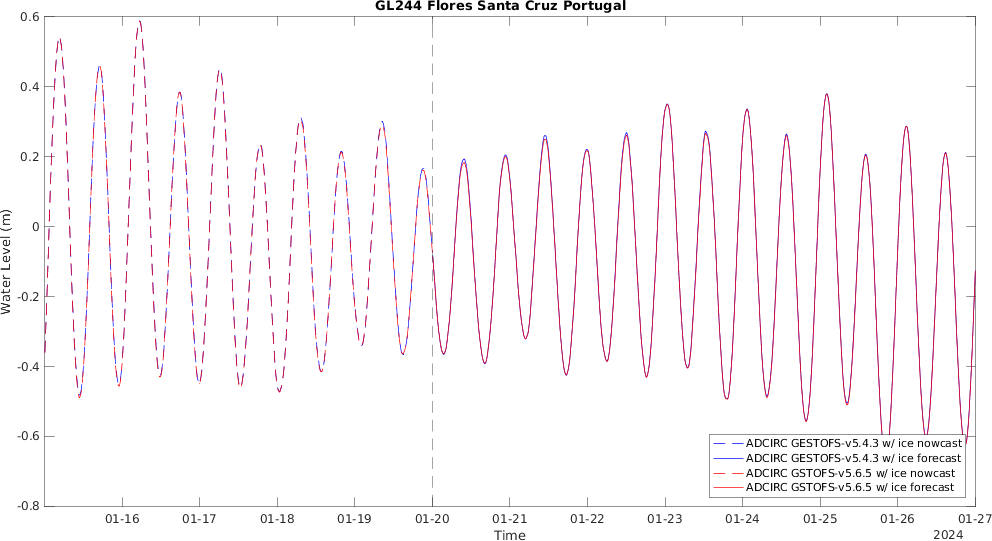 GL244 Flores Santa Cruz Portugal
0.6
0.4
0.2
0
-0.2
-0.4
-0.6
-0.8
Water Level (m)
ADCIRC GESTOFS-v5.4.3 w/ ice nowcast
ADCIRC GESTOFS-v5.4.3 w/ ice forecast
ADCIRC GSTOFS-v5.6.5 w/ ice nowcast
ADCIRC GSTOFS-v5.6.5 w/ ice forecast
01-16 01-17 01-18 01-19 01-20 01-21 01-22 01-23 01-24 01-25 01-26 01-27
Time
2024